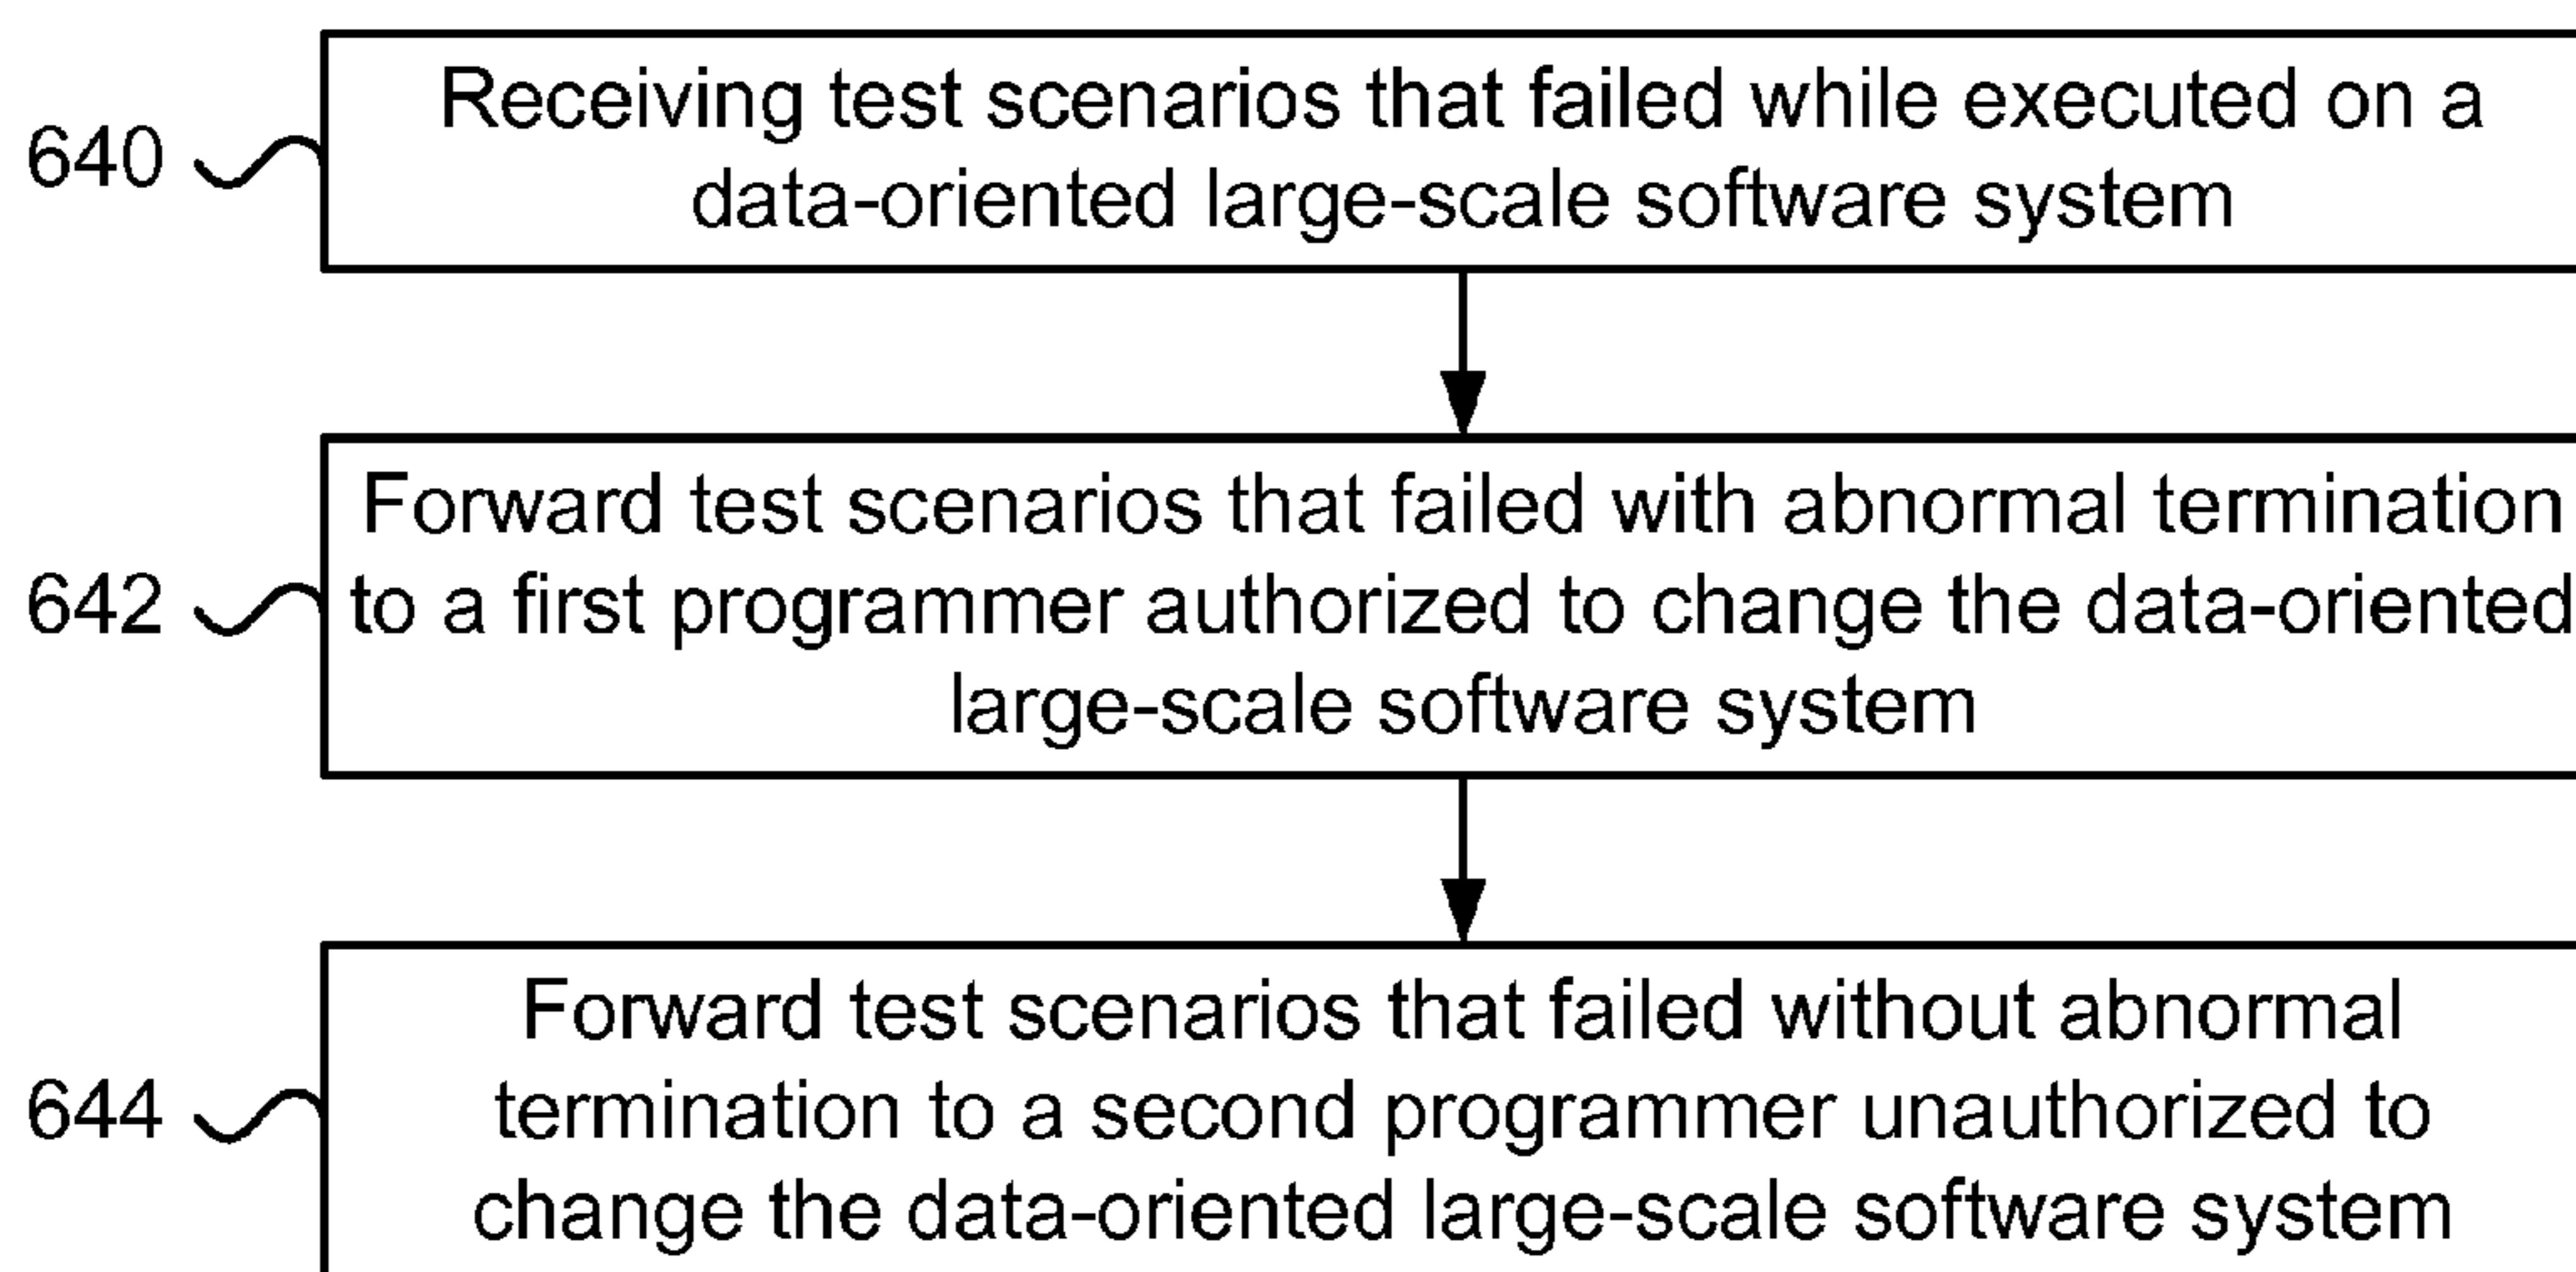 640
Receiving test scenarios that failed while executed on a
data-oriented large-scale software system
642
Forward test scenarios that failed with abnormal termination
to a first programmer authorized to change the data-oriented
large-scale software system
644
Forward test scenarios that failed without abnormal
termination to a second programmer unauthorized to
change the data-oriented large-scale software system